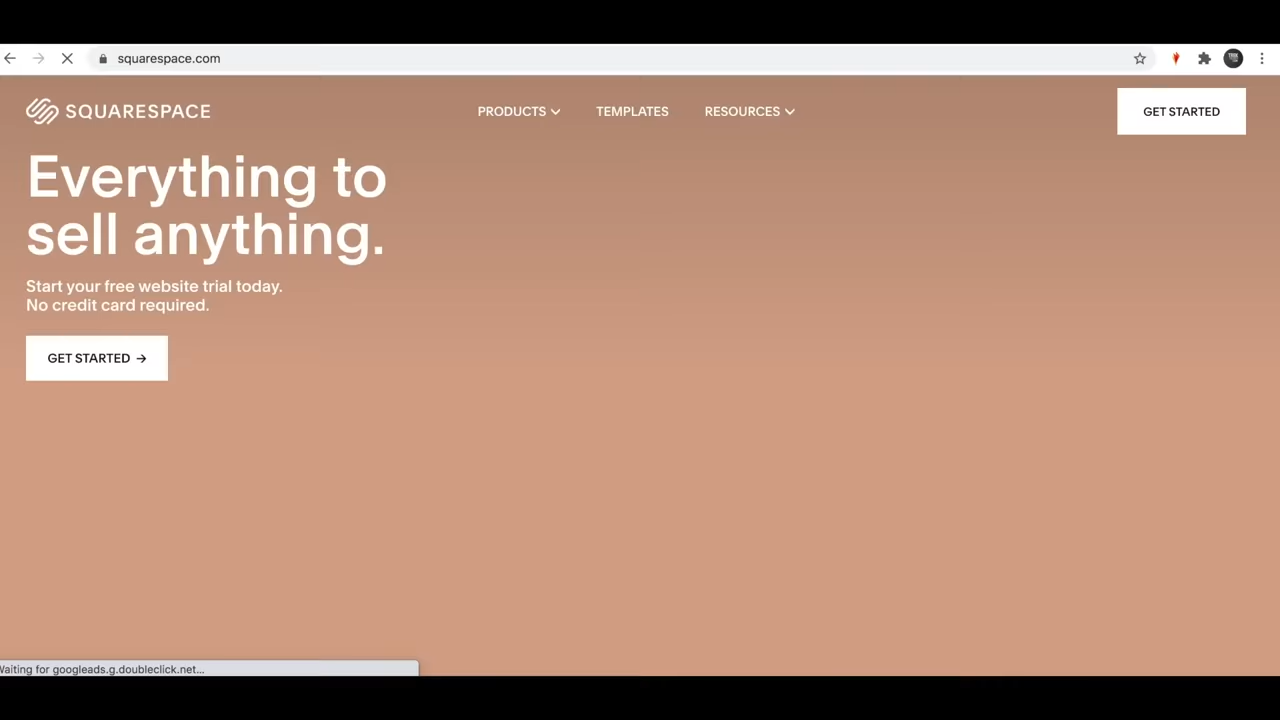 squarespace.com
SQUARESPACE
PRODUCTS
TEMPLATES
RESOURCES
GET STARTED
Everything to
sell anything.
Start your free website trial today.
No credit card required.
GET STARTED →
Waiting for googleads.g.doubleclick.net...